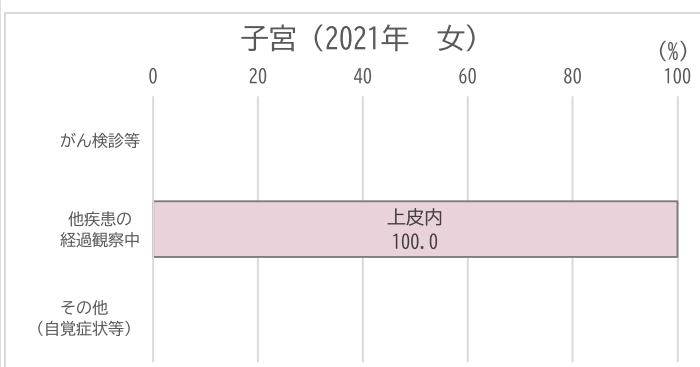 子宮（2021年　女）
(%)
0 20 40 60 80 100
がん検診等
他疾患の
経過観察中
上皮内
100.0
その他
（自覚症状等）